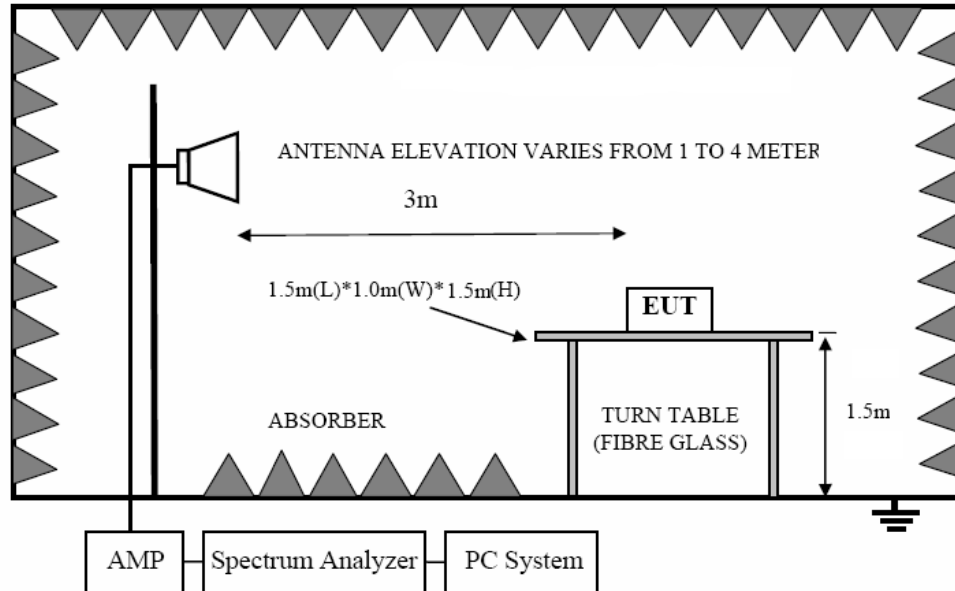 ANTENNA ELEVATION VARIES FROM 1 TO 4 METER
3m
1.5m(L)*1.0m(W)*1.5m(H)
EUT
1.5m
ABSORBER
TURN TABLE
(FIBRE GLASS)
AMP
Spectrum Analyzer
PC System